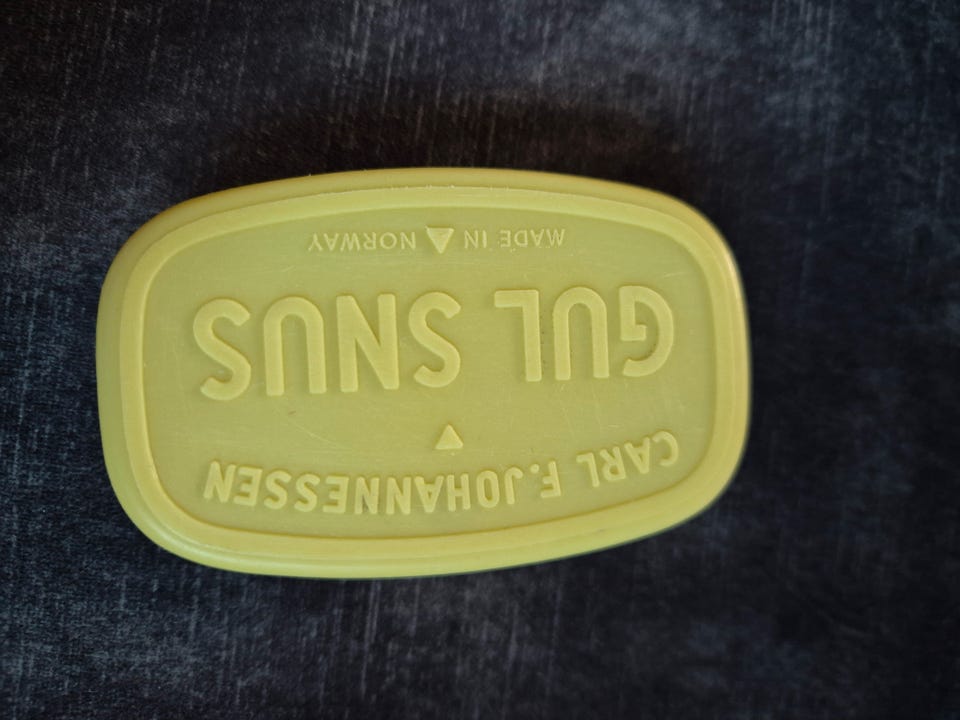 CARL F. JOHANNESSEN
GUL SNUS
MADE IN NORWAY